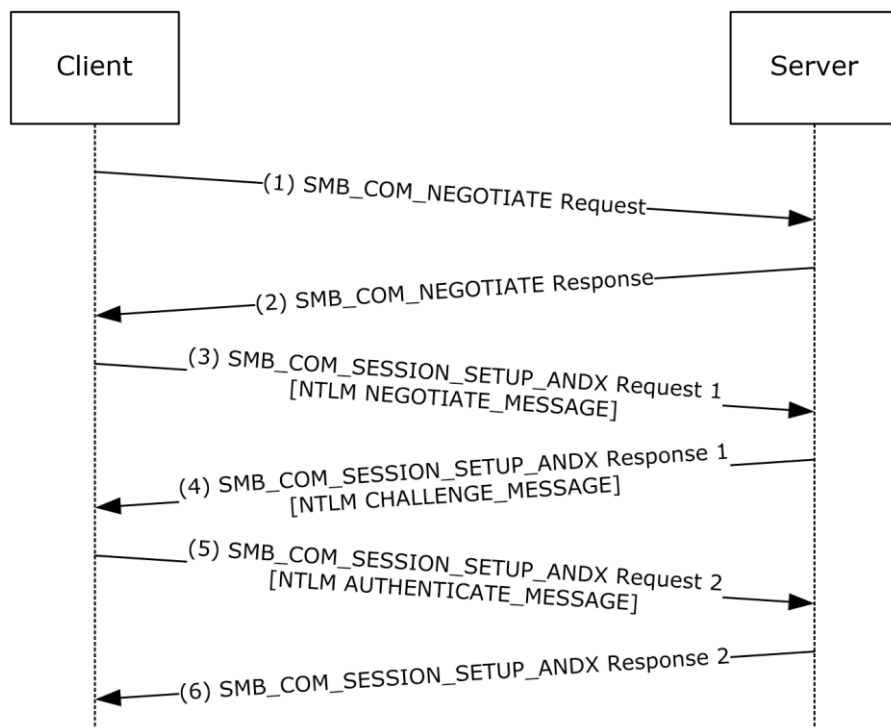 Client
Server
(1) SMB_COM_NEGOTIATE Request
(2) SMB_COM_NEGOTIATE Response
(3) SMB_COM_SESSION_SETUP_ANDX Request 1
[NTLM NEGOTIATE_MESSAGE]
(4) SMB_COM_SESSION_SETUP_ANDX Response 1
[NTLM CHALLENGE_MESSAGE]
(5) SMB_COM_SESSION_SETUP_ANDX Request 2
[NTLM AUTHENTICATE_MESSAGE]
(6) SMB_COM_SESSION_SETUP_ANDX Response 2